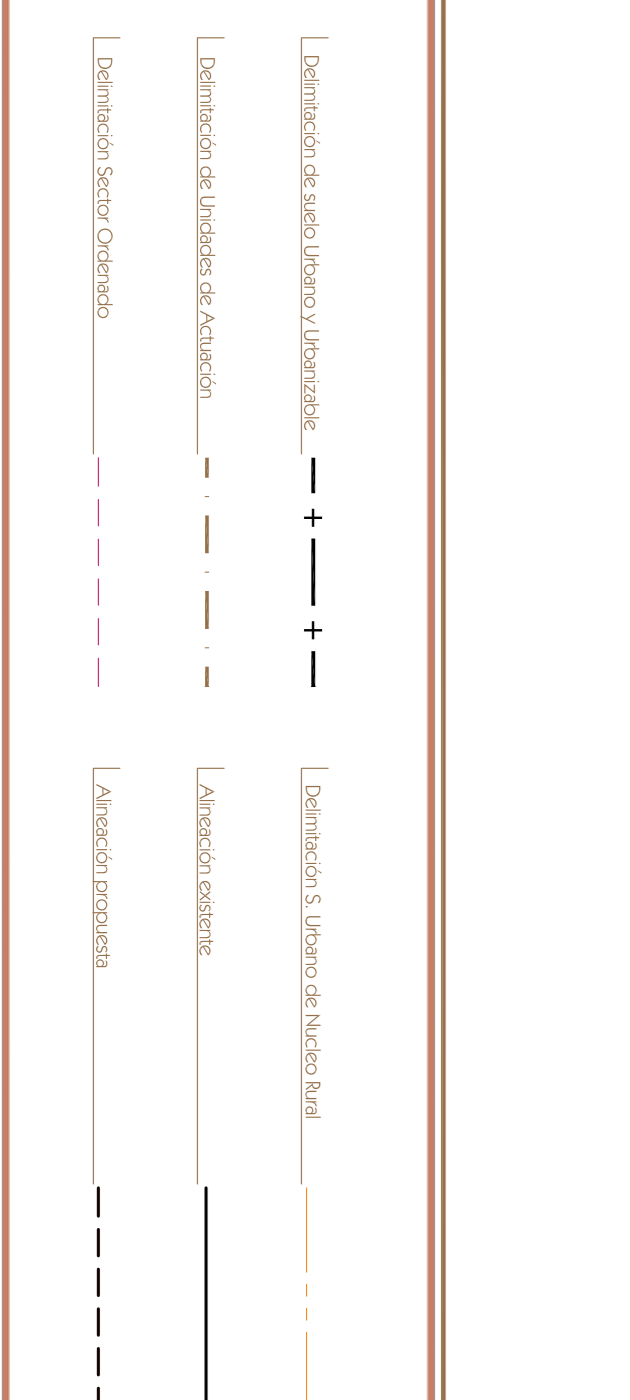 Delimitación de suelo Urbano y Urbanizable
Delimitación de Unidades de Actuación
Delimitación Sector Ordenado
Delimitación S. Urbano de Nucleo Rural
Alineación existente
Alineación propuesta